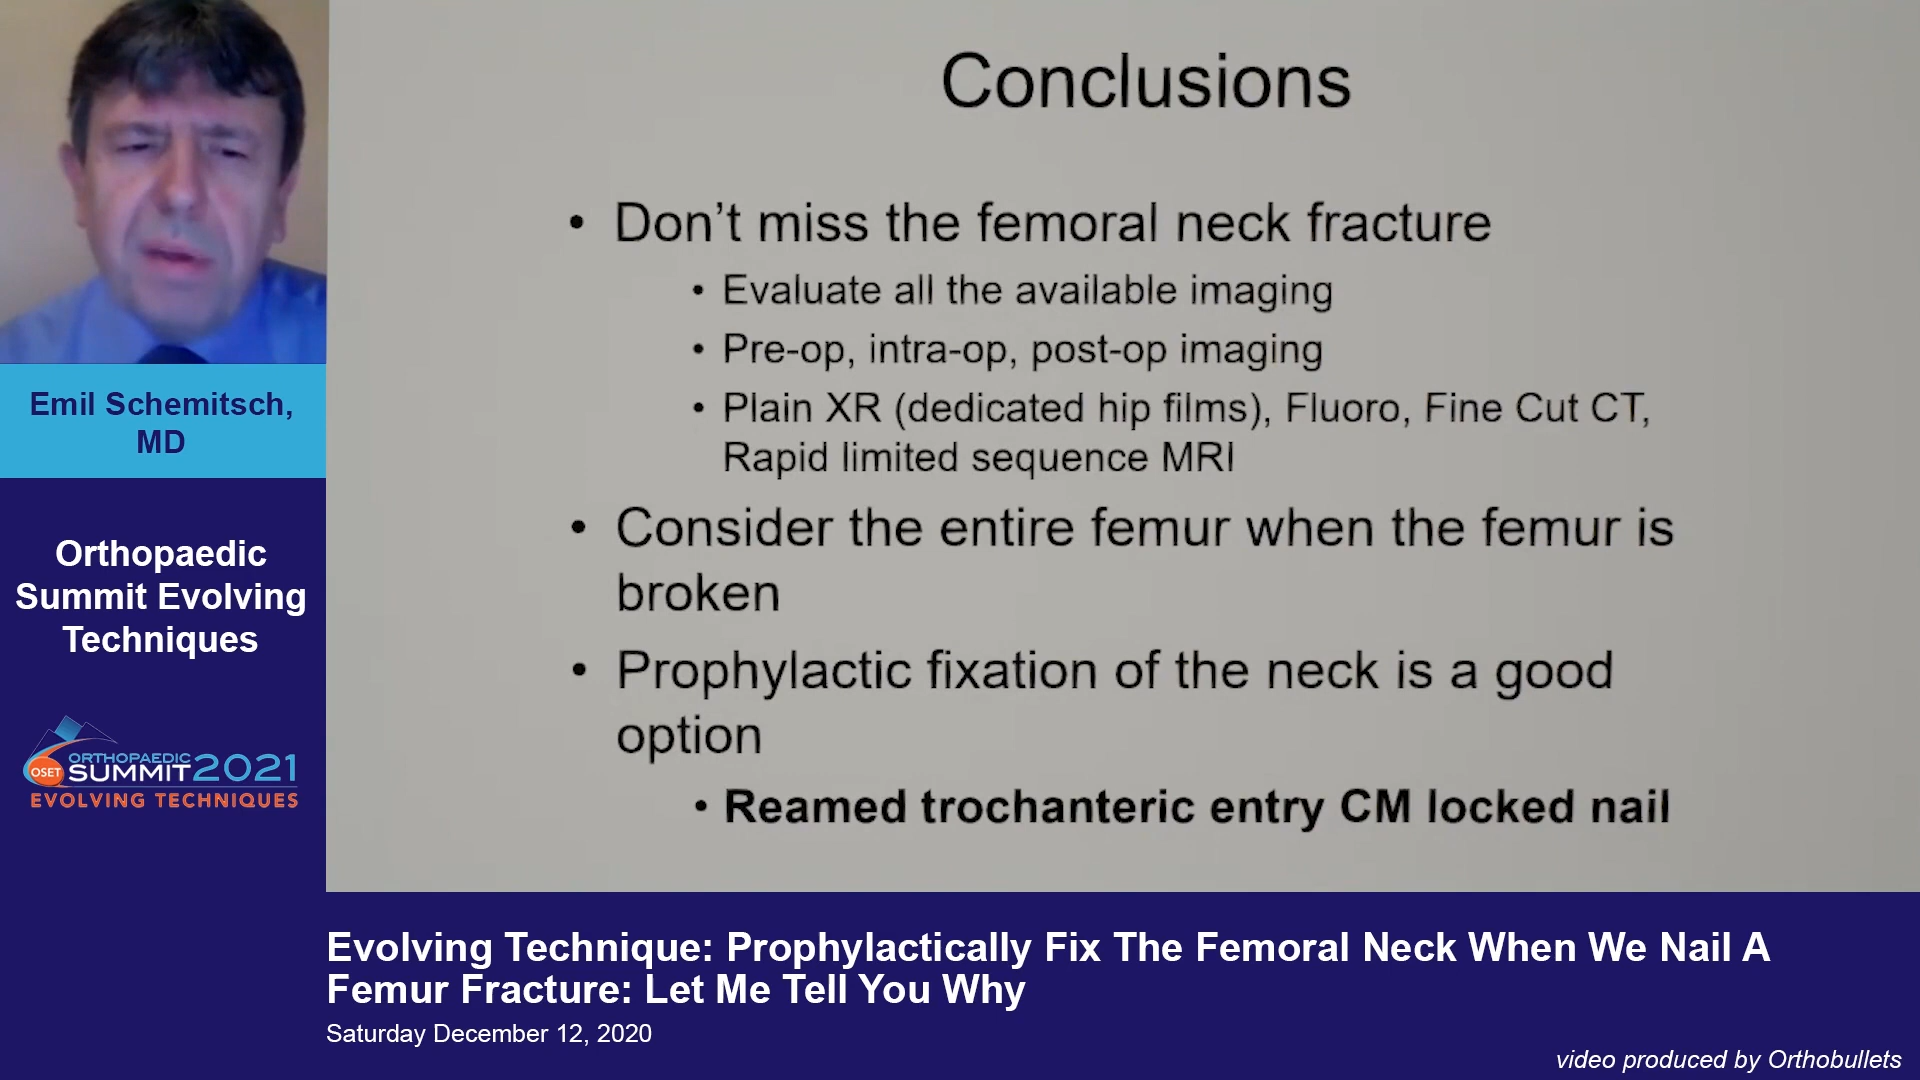 Conclusions
• Don't miss the femoral neck fracture
• Evaluate all the available imaging
• Pre-op, intra-op, post-op imaging
• Plain XR (dedicated hip films), Fluoro, Fine Cut CT,
Rapid limited sequence MRI
• Consider the entire femur when the femur is
broken
• Prophylactic fixation of the neck is a good
option
• Reamed trochanteric entry CM locked nail
Emil Schemitsch,
MD
Orthopaedic
Summit Evolving
Techniques
OSET
ORTHOPAEDIC
SUMMIT 2021
EVOLVING TECHNIQUES
Evolving Technique: Prophylactically Fix The Femoral Neck When We Nail A
Femur Fracture: Let Me Tell You Why
Saturday December 12, 2020
video produced by Orthobullets